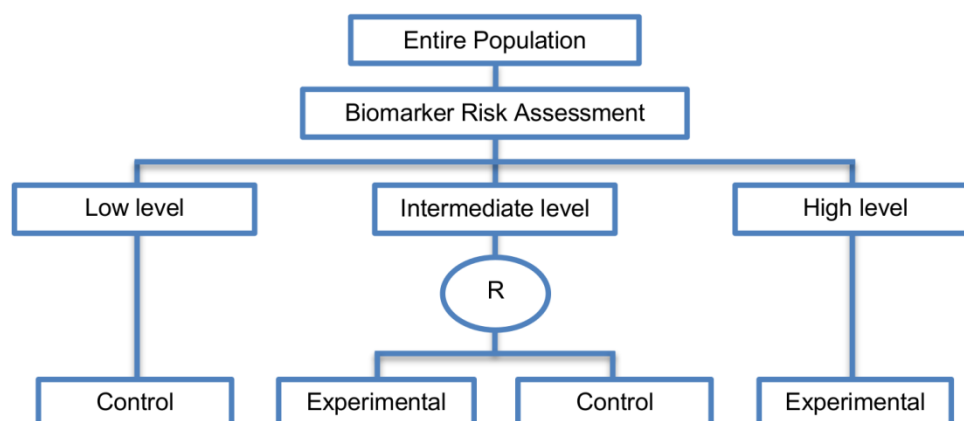 Entire Population
Biomarker Risk Assessment
Low level
Intermediate level
High level
R
Control
Experimental
Control
Experimental